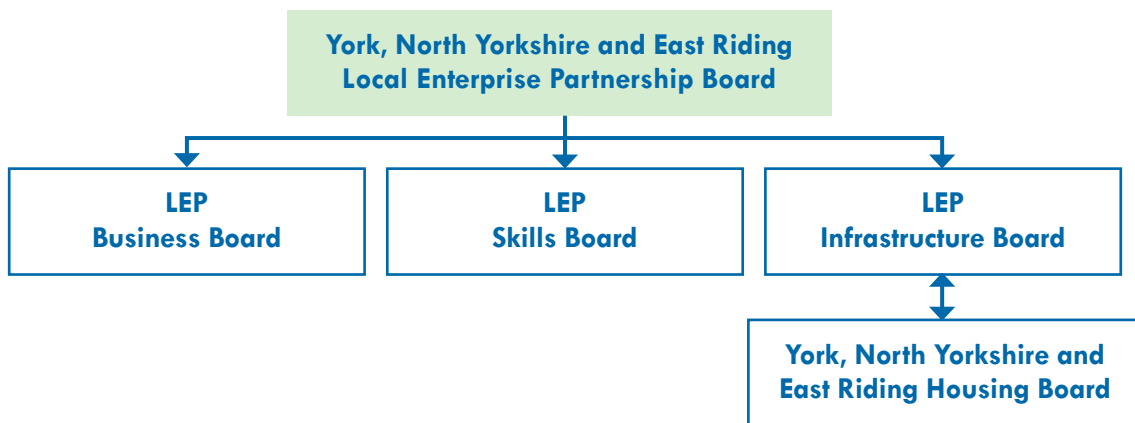 York, North Yorkshire and East Riding
Local Enterprise Partnership Board
LEP
Business Board
LEP
Skills Board
LEP
Infrastructure Board
York, North Yorkshire and
East Riding Housing Board